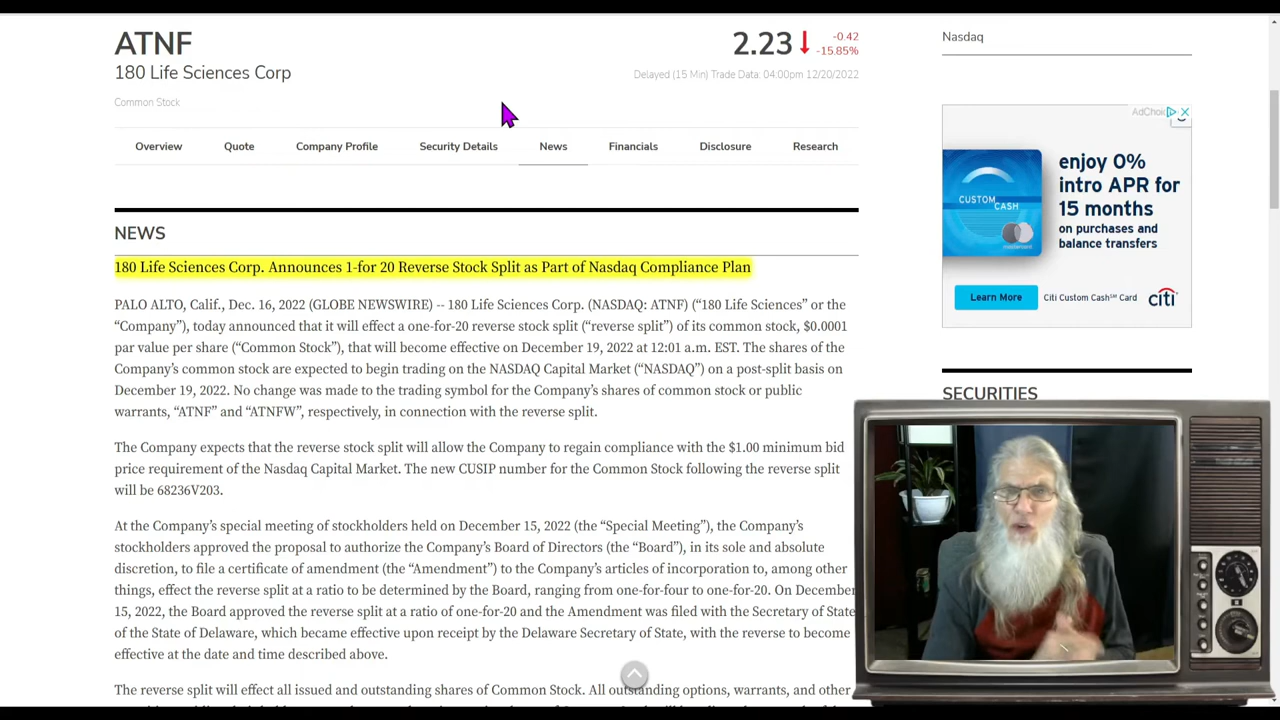 ATNF
180 Life Sciences Corp
Common Stock
2.23
-0.42
-15.85%
Delayed (15 Min) Trade Data: 04:00pm 12/20/2022
Overview Quote Company Profile Security Details News Financials Disclosure Research
NEWS
180 Life Sciences Corp. Announces 1-for 20 Reverse Stock Split as Part of Nasdaq Compliance Plan
PALO ALTO, Calif., Dec. 16, 2022 (GLOBE NEWSWIRE) -- 180 Life Sciences Corp. (NASDAQ: ATNF) (“180 Life Sciences” or the
“Company”), today announced that it will effect a one-for-20 reverse stock split (“reverse split”) of its common stock, $0.0001
par value per share (“Common Stock”), that will become effective on December 19, 2022 at 12:01 a.m. EST. The shares of the
Company’s common stock are expected to begin trading on the NASDAQ Capital Market (“NASDAQ”) on a post-split basis on
December 19, 2022. No change was made to the trading symbol for the Company’s shares of common stock or public
warrants, “ATNF” and “ATNFW”, respectively, in connection with the reverse split.
The Company expects that the reverse stock split will allow the Company to regain compliance with the $1.00 minimum bid
price requirement of the Nasdaq Capital Market. The new CUSIP number for the Common Stock following the reverse split
will be 68236V203.
At the Company’s special meeting of stockholders held on December 15, 2022 (the “Special Meeting”), the Company’s
stockholders approved the proposal to authorize the Company’s Board of Directors (the “Board”), in its sole and absolute
discretion, to file a certificate of amendment (the “Amendment”) to the Company’s articles of incorporation to, among other
things, effect the reverse split at a ratio to be determined by the Board, ranging from one-for-four to one-for-20. On December
15, 2022, the Board approved the reverse split at a ratio of one-for-20 and the Amendment was filed with the Secretary of State
of the State of Delaware, which became effective upon receipt by the Delaware Secretary of State, with the reverse to become
effective at the date and time described above.
The reverse split will effect all issued and outstanding shares of Common Stock. All outstanding options, warrants, and other
Nasdaq
AdChoic
CUSTOM
CASH
enjoy 0%
intro APR for
15 months
on purchases and
balance transfers
Learn More
Citi Custom Cash℠ Card
citi
SECURITIES